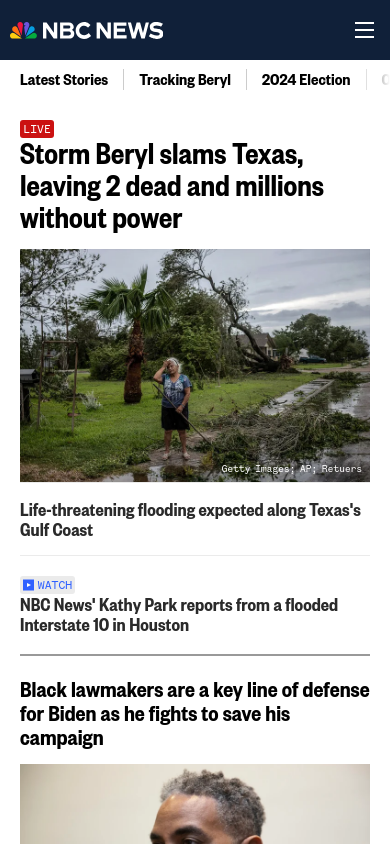 NBC NEWS
Latest Stories
Tracking Beryl
2024 Election
LIVE
Storm Beryl slams Texas,
leaving 2 dead and millions
without power
Getty Images; AP; Retuers
Life-threatening flooding expected along Texas's
Gulf Coast
WATCH
NBC News' Kathy Park reports from a flooded
Interstate 10 in Houston
Black lawmakers are a key line of defense
for Biden as he fights to save his
campaign